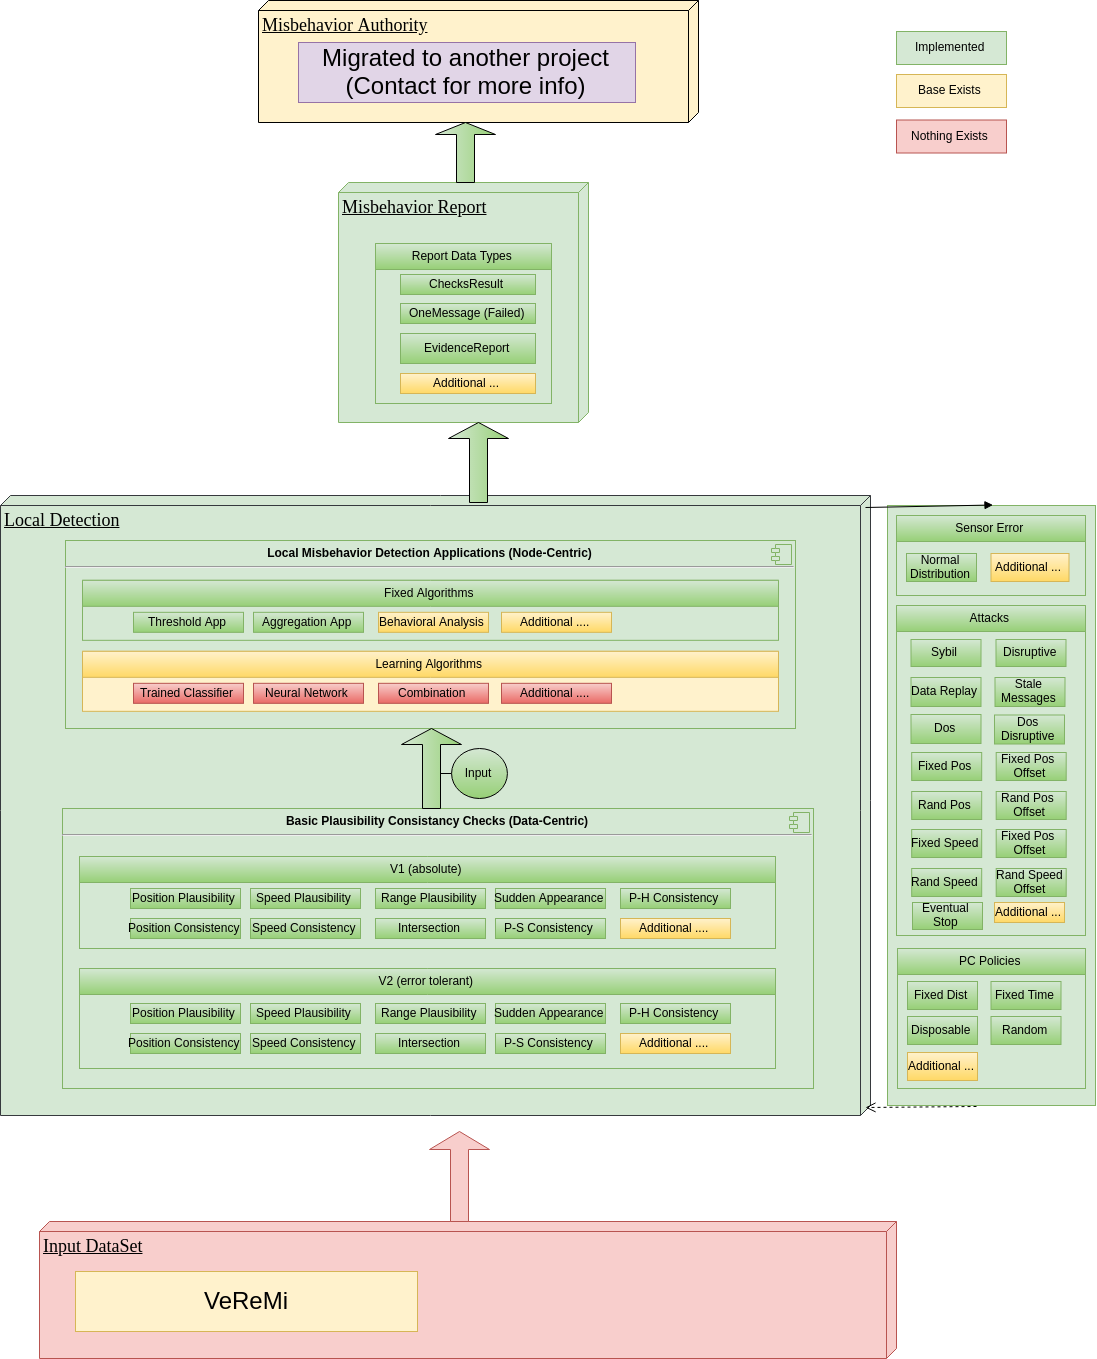 Misbehavior Authority
Migrated to another project
(Contact for more info)
Implemented
Base Exists
Nothing Exists
Misbehavior Report
Report Data Types
ChecksResult
OneMessage (Failed)
EvidenceReport
Additional ...
Local Detection
Local Misbehavior Detection Applications (Node-Centric)
Fixed Algorithms
Threshold App
Aggregation App
Behavioral Analysis
Additional ....
Learning Algorithms
Trained Classifier
Neural Network
Combination
Additional ....
Input
Basic Plausibility Consistancy Checks (Data-Centric)
V1 (absolute)
Position Plausibility
Speed Plausibility
Range Plausibility
Sudden Appearance
P-H Consistency
Position Consistency
Speed Consistency
Intersection
P-S Consistency
Additional ....
V2 (error tolerant)
Position Plausibility
Speed Plausibility
Range Plausibility
Sudden Appearance
P-H Consistency
Position Consistency
Speed Consistency
Intersection
P-S Consistency
Additional ....
Sensor Error
Normal
Distribution
Additional ...
Attacks
Sybil
Disruptive
Data Replay
Stale
Messages
Dos
Dos
Disruptive
Fixed Pos
Fixed Pos
Offset
Rand Pos
Rand Pos
Offset
Fixed Speed
Fixed Pos
Offset
Rand Speed
Rand Speed
Offset
Eventual
Stop
Additional ...
PC Policies
Fixed Dist
Fixed Time
Disposable
Random
Additional ...
Input DataSet
VeReMi